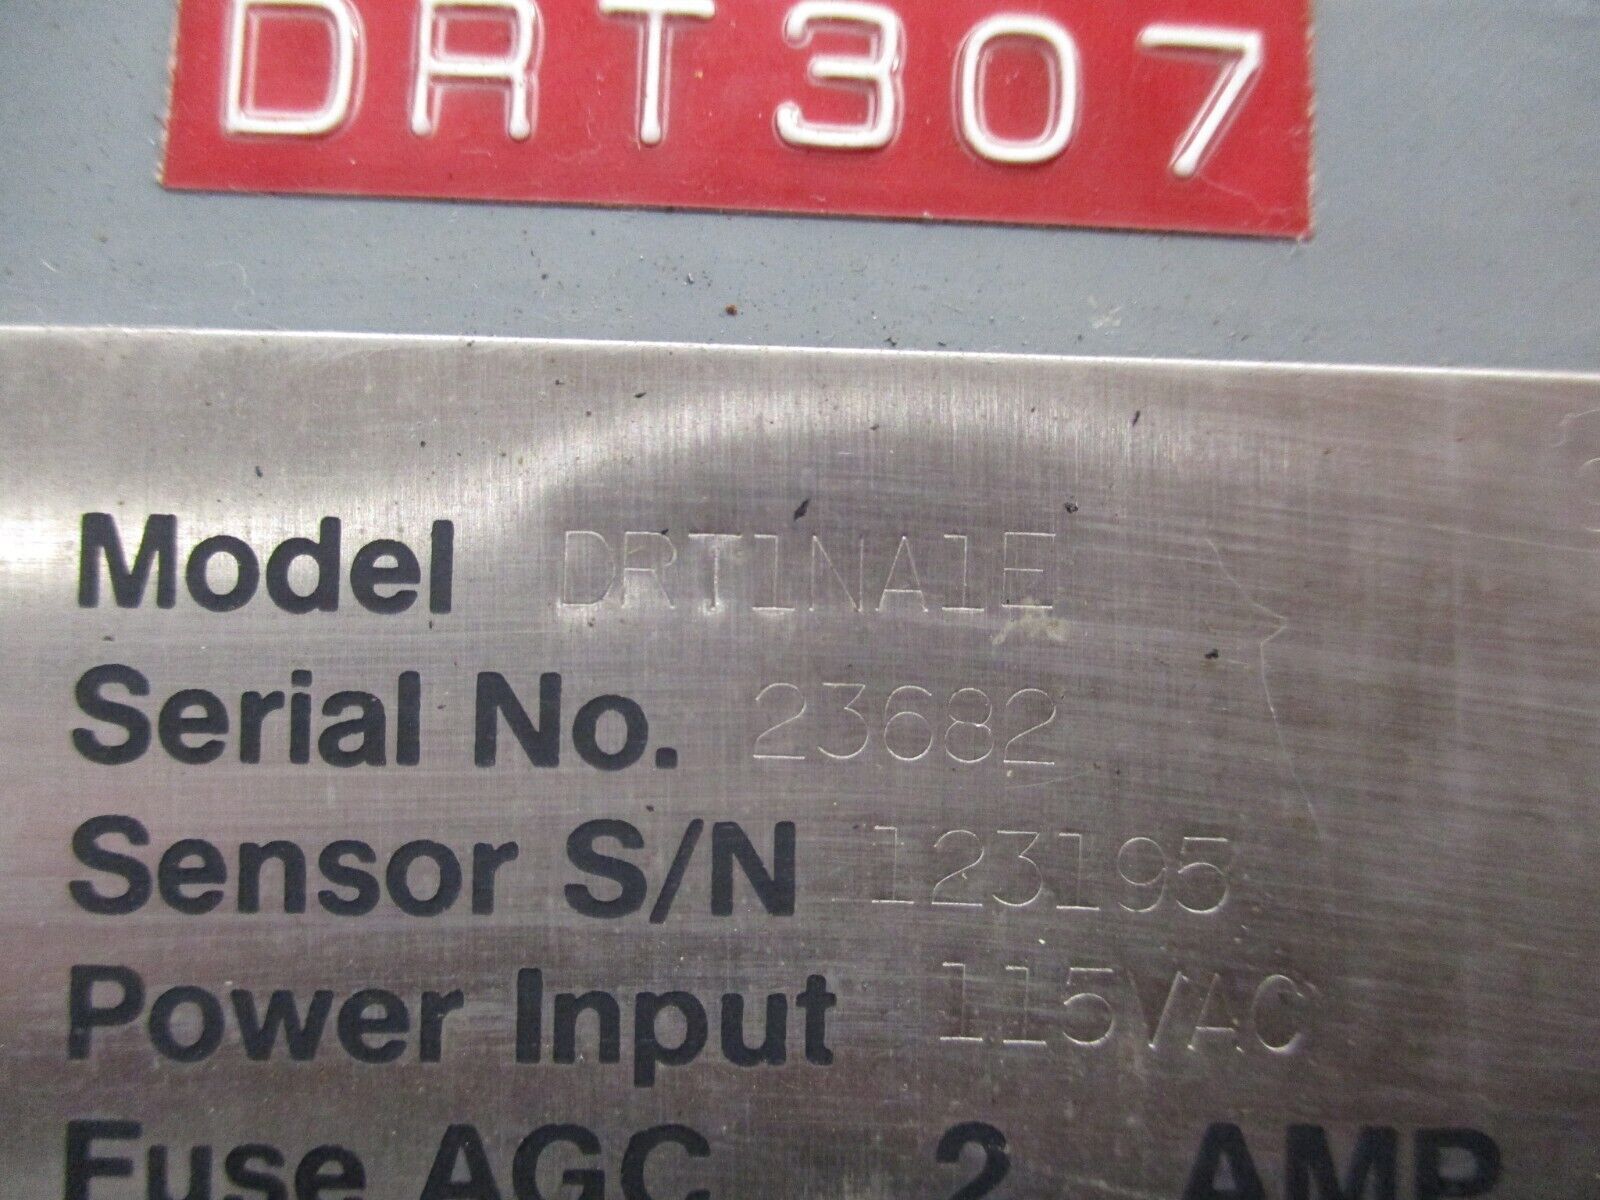 DRT307
Model DRT1NA1E
Serial No. 23682
Sensor S/N 123195
Power Input 115VAC
Fuse AGC 2 AMP